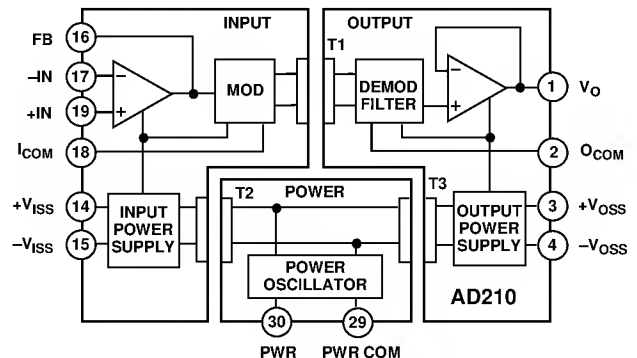 INPUT
OUTPUT
FB
16
T1
–IN
17
–
MOD
DEMOD
FILTER
–
1
VO
+IN
19
+
+
ICOM
18
2
OCOM
T2
POWER
T3
+VISS
14
INPUT
POWER
SUPPLY
OUTPUT
POWER
SUPPLY
3
+VOSS
–VISS
15
4
–VOSS
POWER
OSCILLATOR
AD210
30
29
PWR
PWR COM